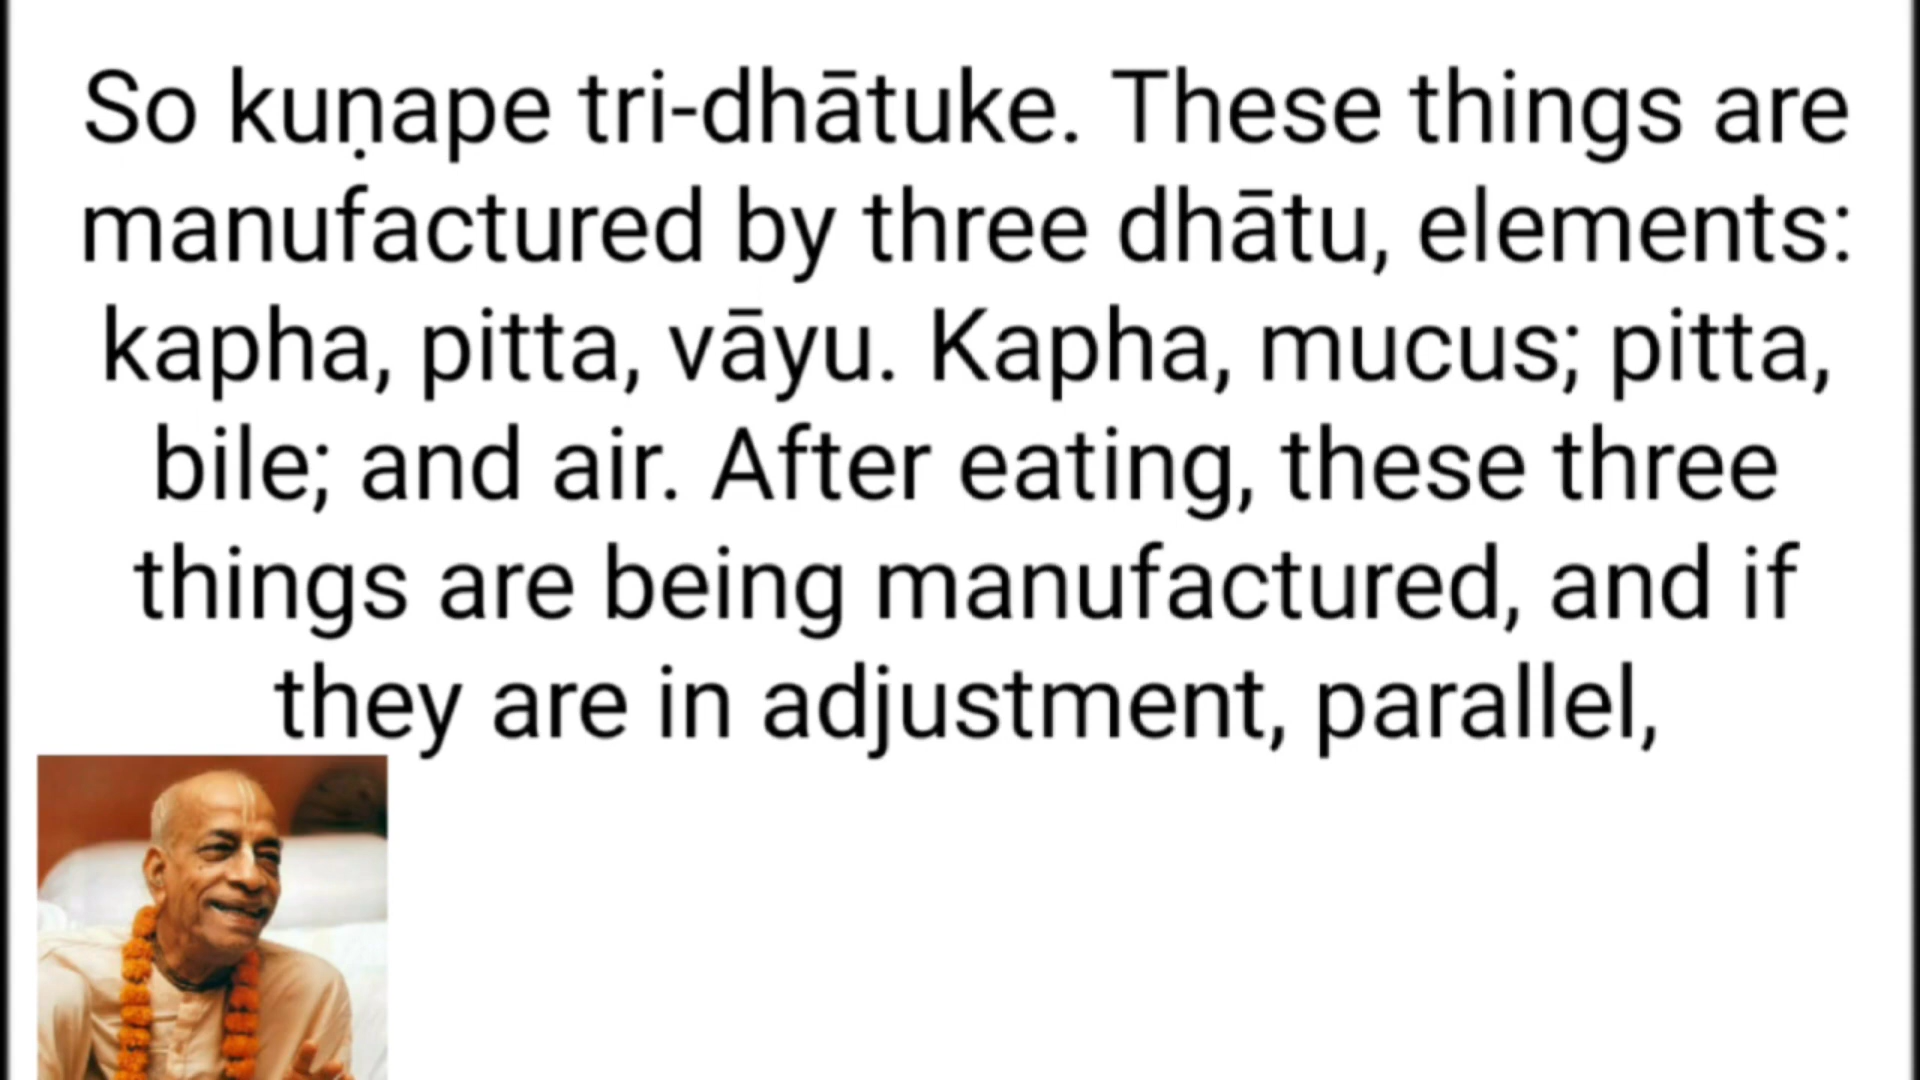 So kuṇape tri-dhātuke. These things are
manufactured by three dhātu, elements:
kapha, pitta, vāyu. Kapha, mucus; pitta,
bile; and air. After eating, these three
things are being manufactured, and if
they are in adjustment, parallel,